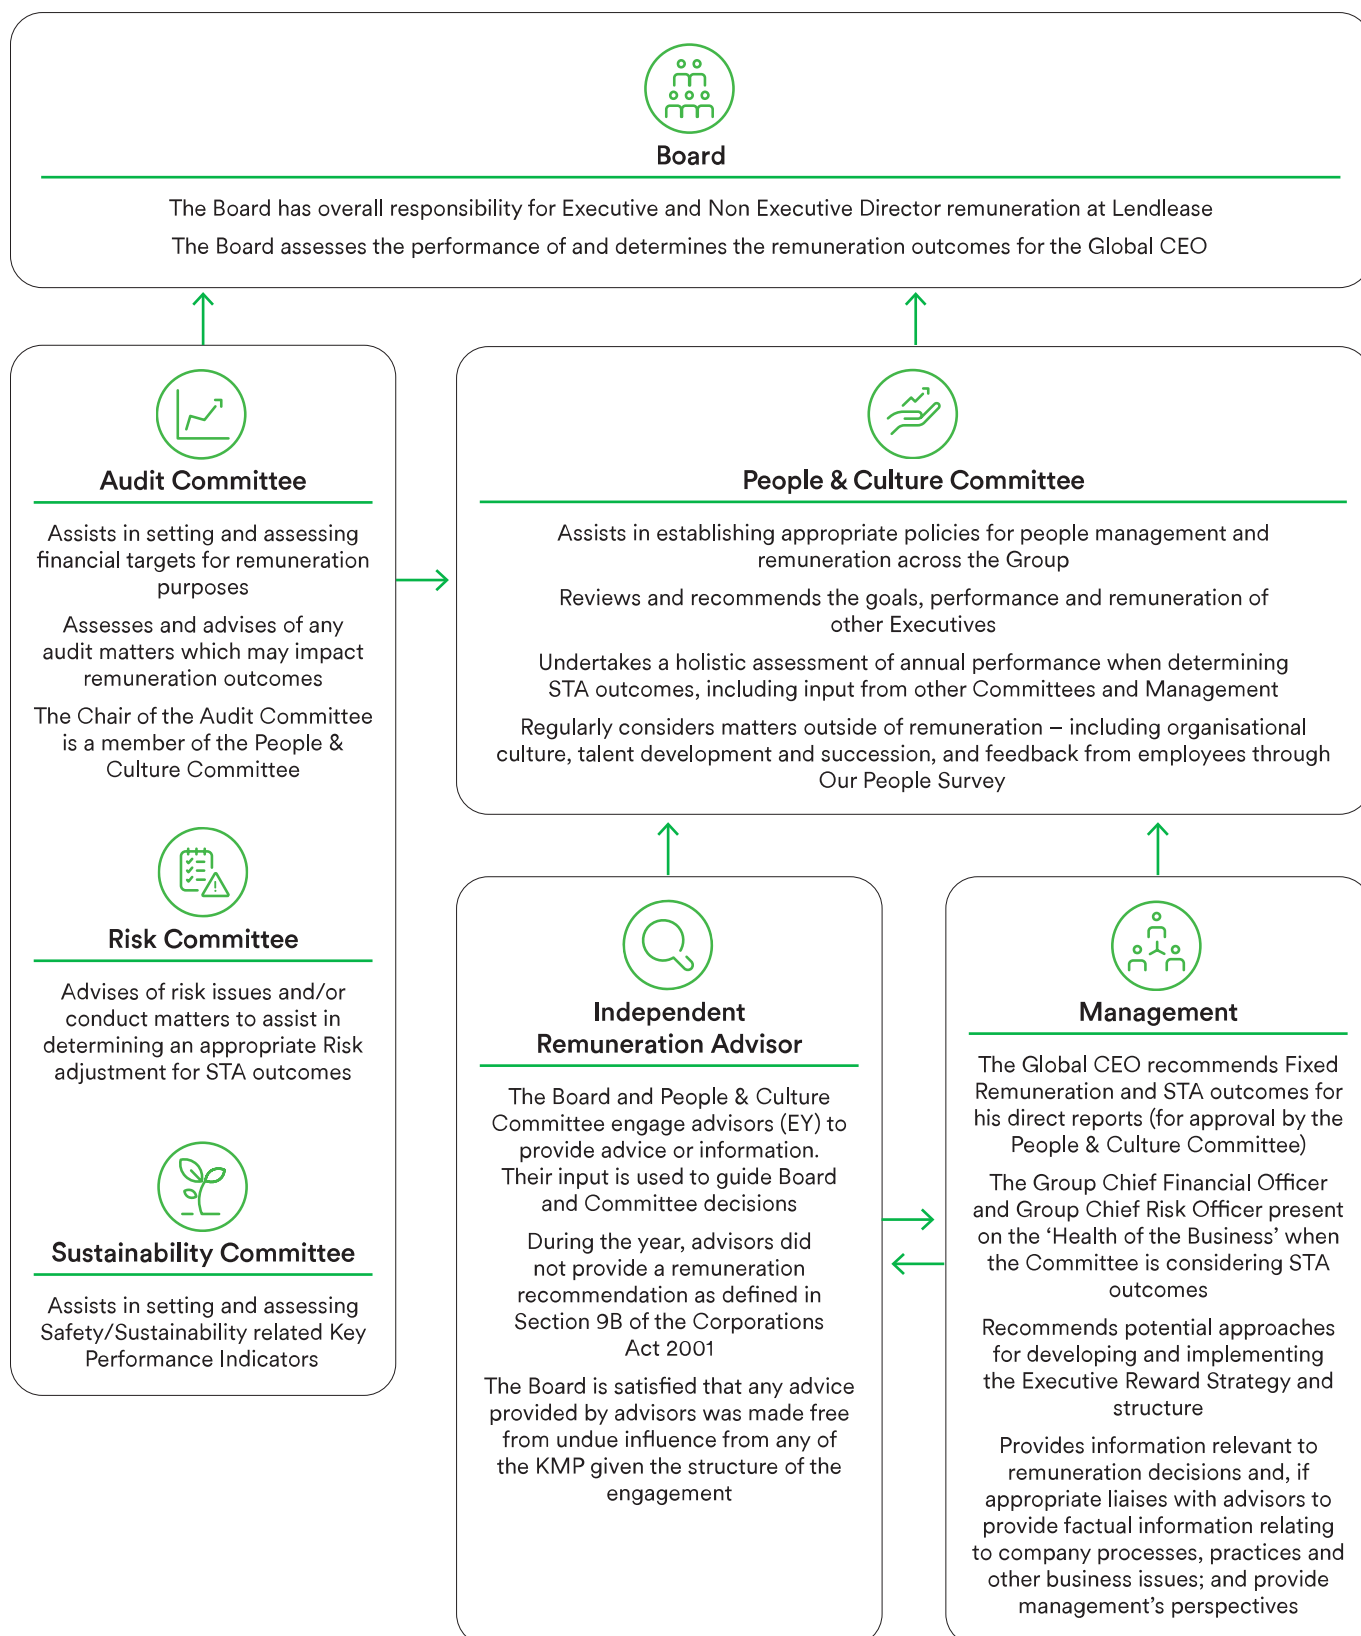 Board
The Board has overall responsibility for Executive and Non Executive Director remuneration at Lendlease
The Board assesses the performance of and determines the remuneration outcomes for the Global CEO
Audit Committee
Assists in setting and assessing
financial targets for remuneration
purposes
Assesses and advises of any
audit matters which may impact
remuneration outcomes
The Chair of the Audit Committee
is a member of the People &
Culture Committee
Risk Committee
Advises of risk issues and/or
conduct matters to assist in
determining an appropriate Risk
adjustment for STA outcomes
Sustainability Committee
Assists in setting and assessing
Safety/Sustainability related Key
Performance Indicators
People & Culture Committee
Assists in establishing appropriate policies for people management and
remuneration across the Group
Reviews and recommends the goals, performance and remuneration of
other Executives
Undertakes a holistic assessment of annual performance when determining
STA outcomes, including input from other Committees and Management
Regularly considers matters outside of remuneration – including organisational
culture, talent development and succession, and feedback from employees through
Our People Survey
Independent
Remuneration Advisor
The Board and People & Culture
Committee engage advisors (EY) to
provide advice or information.
Their input is used to guide Board
and Committee decisions
During the year, advisors did
not provide a remuneration
recommendation as defined in
Section 9B of the Corporations
Act 2001
The Board is satisfied that any advice
provided by advisors was made free
from undue influence from any of
the KMP given the structure of the
engagement
Management
The Global CEO recommends Fixed
Remuneration and STA outcomes for
his direct reports (for approval by the
People & Culture Committee)
The Group Chief Financial Officer
and Group Chief Risk Officer present
on the ‘Health of the Business’ when
the Committee is considering STA
outcomes
Recommends potential approaches
for developing and implementing
the Executive Reward Strategy and
structure
Provides information relevant to
remuneration decisions and, if
appropriate liaises with advisors to
provide factual information relating
to company processes, practices and
other business issues; and provide
management’s perspectives